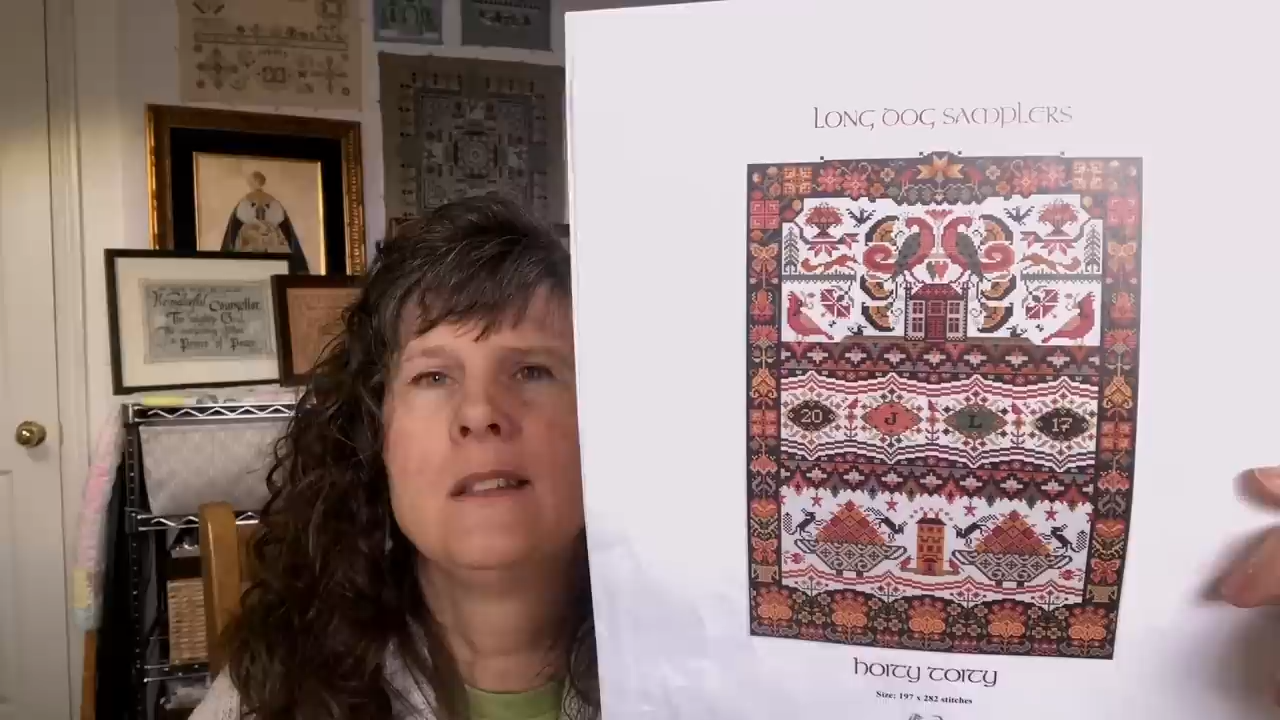 LONG DOG SAMPLERS
20 J L 17
HOITY TOITY
Size: 197 x 282 stitches
Wonderful Counsellor
The mighty God
The everlasting
Prince of Peace